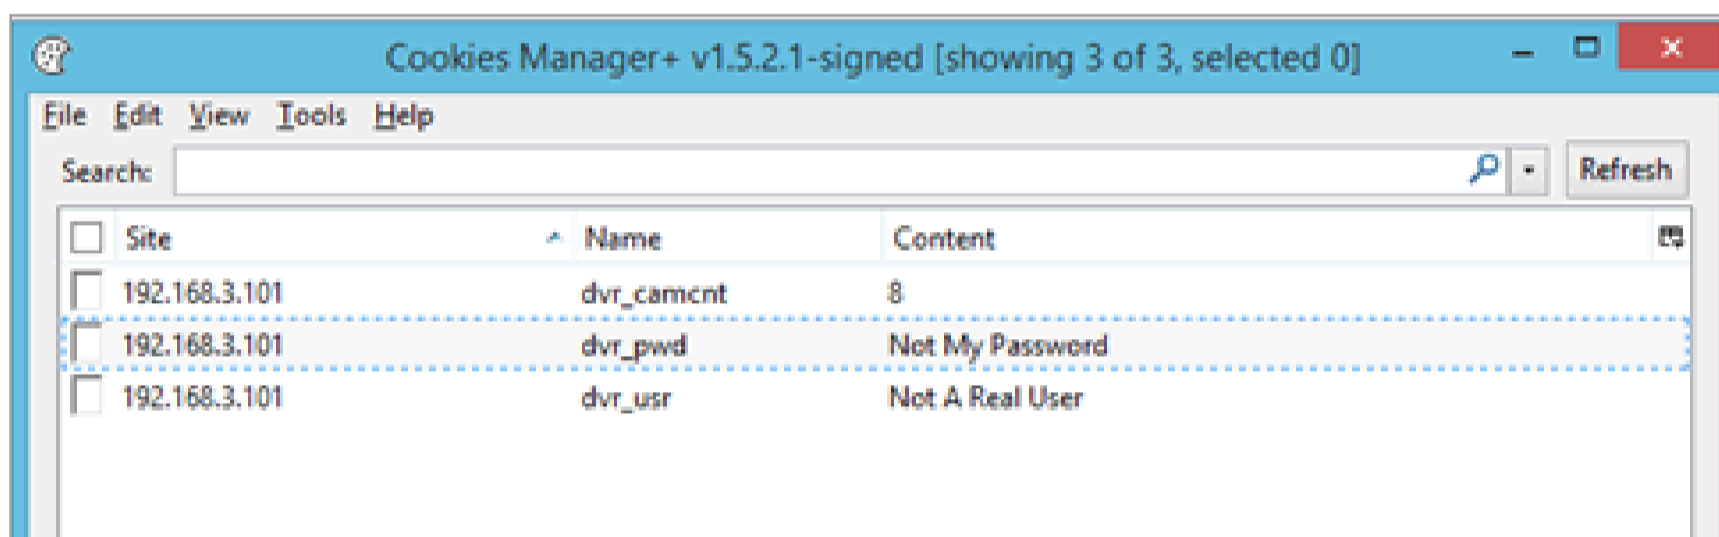 Cookies Manager+ v1.5.2.1-signed [showing 3 of 3, selected 0]
File Edit View Tools Help
Search: Refresh
Site Name Content
192.168.3.101 dvr_camcnt 8
192.168.3.101 dvr_pwd Not My Password
192.168.3.101 dvr_usr Not A Real User